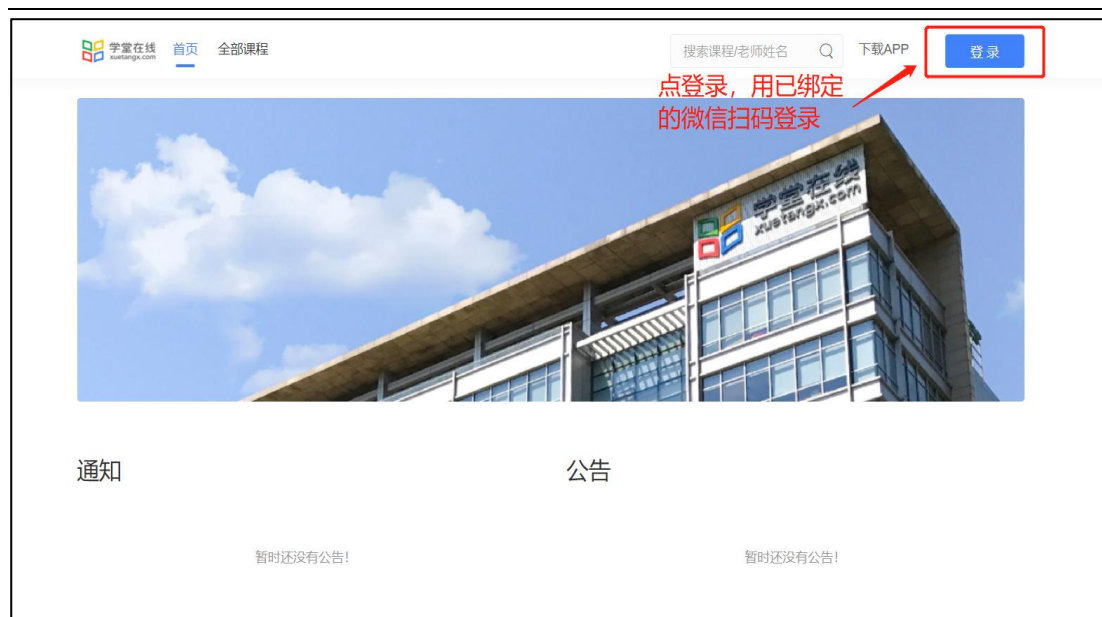 学堂在线
xuetangx.com
首页
全部课程
搜索课程/老师姓名
下载APP
登录
点登录，用已绑定
的微信扫码登录
学堂在线
xuetangx.com
通知
公告
暂时还没有公告!
暂时还没有公告!